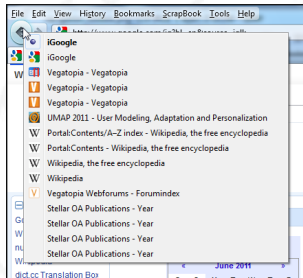 File Edit View History Bookmarks ScrapBook Tools Help
iGoogle
iGoogle
Vegatopia - Vegatopia
Vegatopia - Vegatopia
Vegatopia - Vegatopia
UMAP 2011 - User Modeling, Adaptation and Personalization
Portal:Contents/A–Z index - Wikipedia, the free encyclopedia
Portal:Contents - Wikipedia, the free encyclopedia
Wikipedia, the free encyclopedia
Wikipedia
Vegatopia Webforums - Forumindex
Stellar OA Publications - Year
Stellar OA Publications - Year
Stellar OA Publications - Year
Stellar OA Publications - Year
dict.cc Translation Box
« June 2011 »